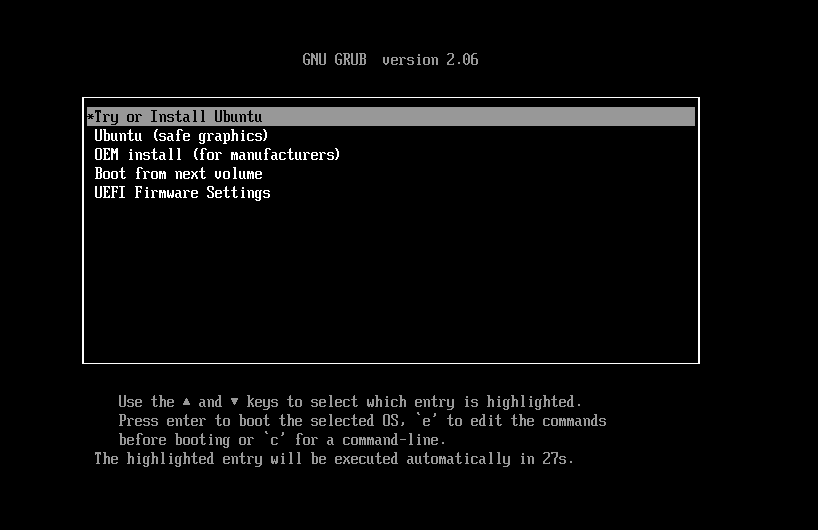 GNU GRUB  version 2.06
*Try or Install Ubuntu
Ubuntu (safe graphics)
OEM install (for manufacturers)
Boot from next volume
UEFI Firmware Settings
Use the ▲ and ▼ keys to select which entry is highlighted.
Press enter to boot the selected OS, `e' to edit the commands
before booting or `c' for a command-line.
The highlighted entry will be executed automatically in 27s.